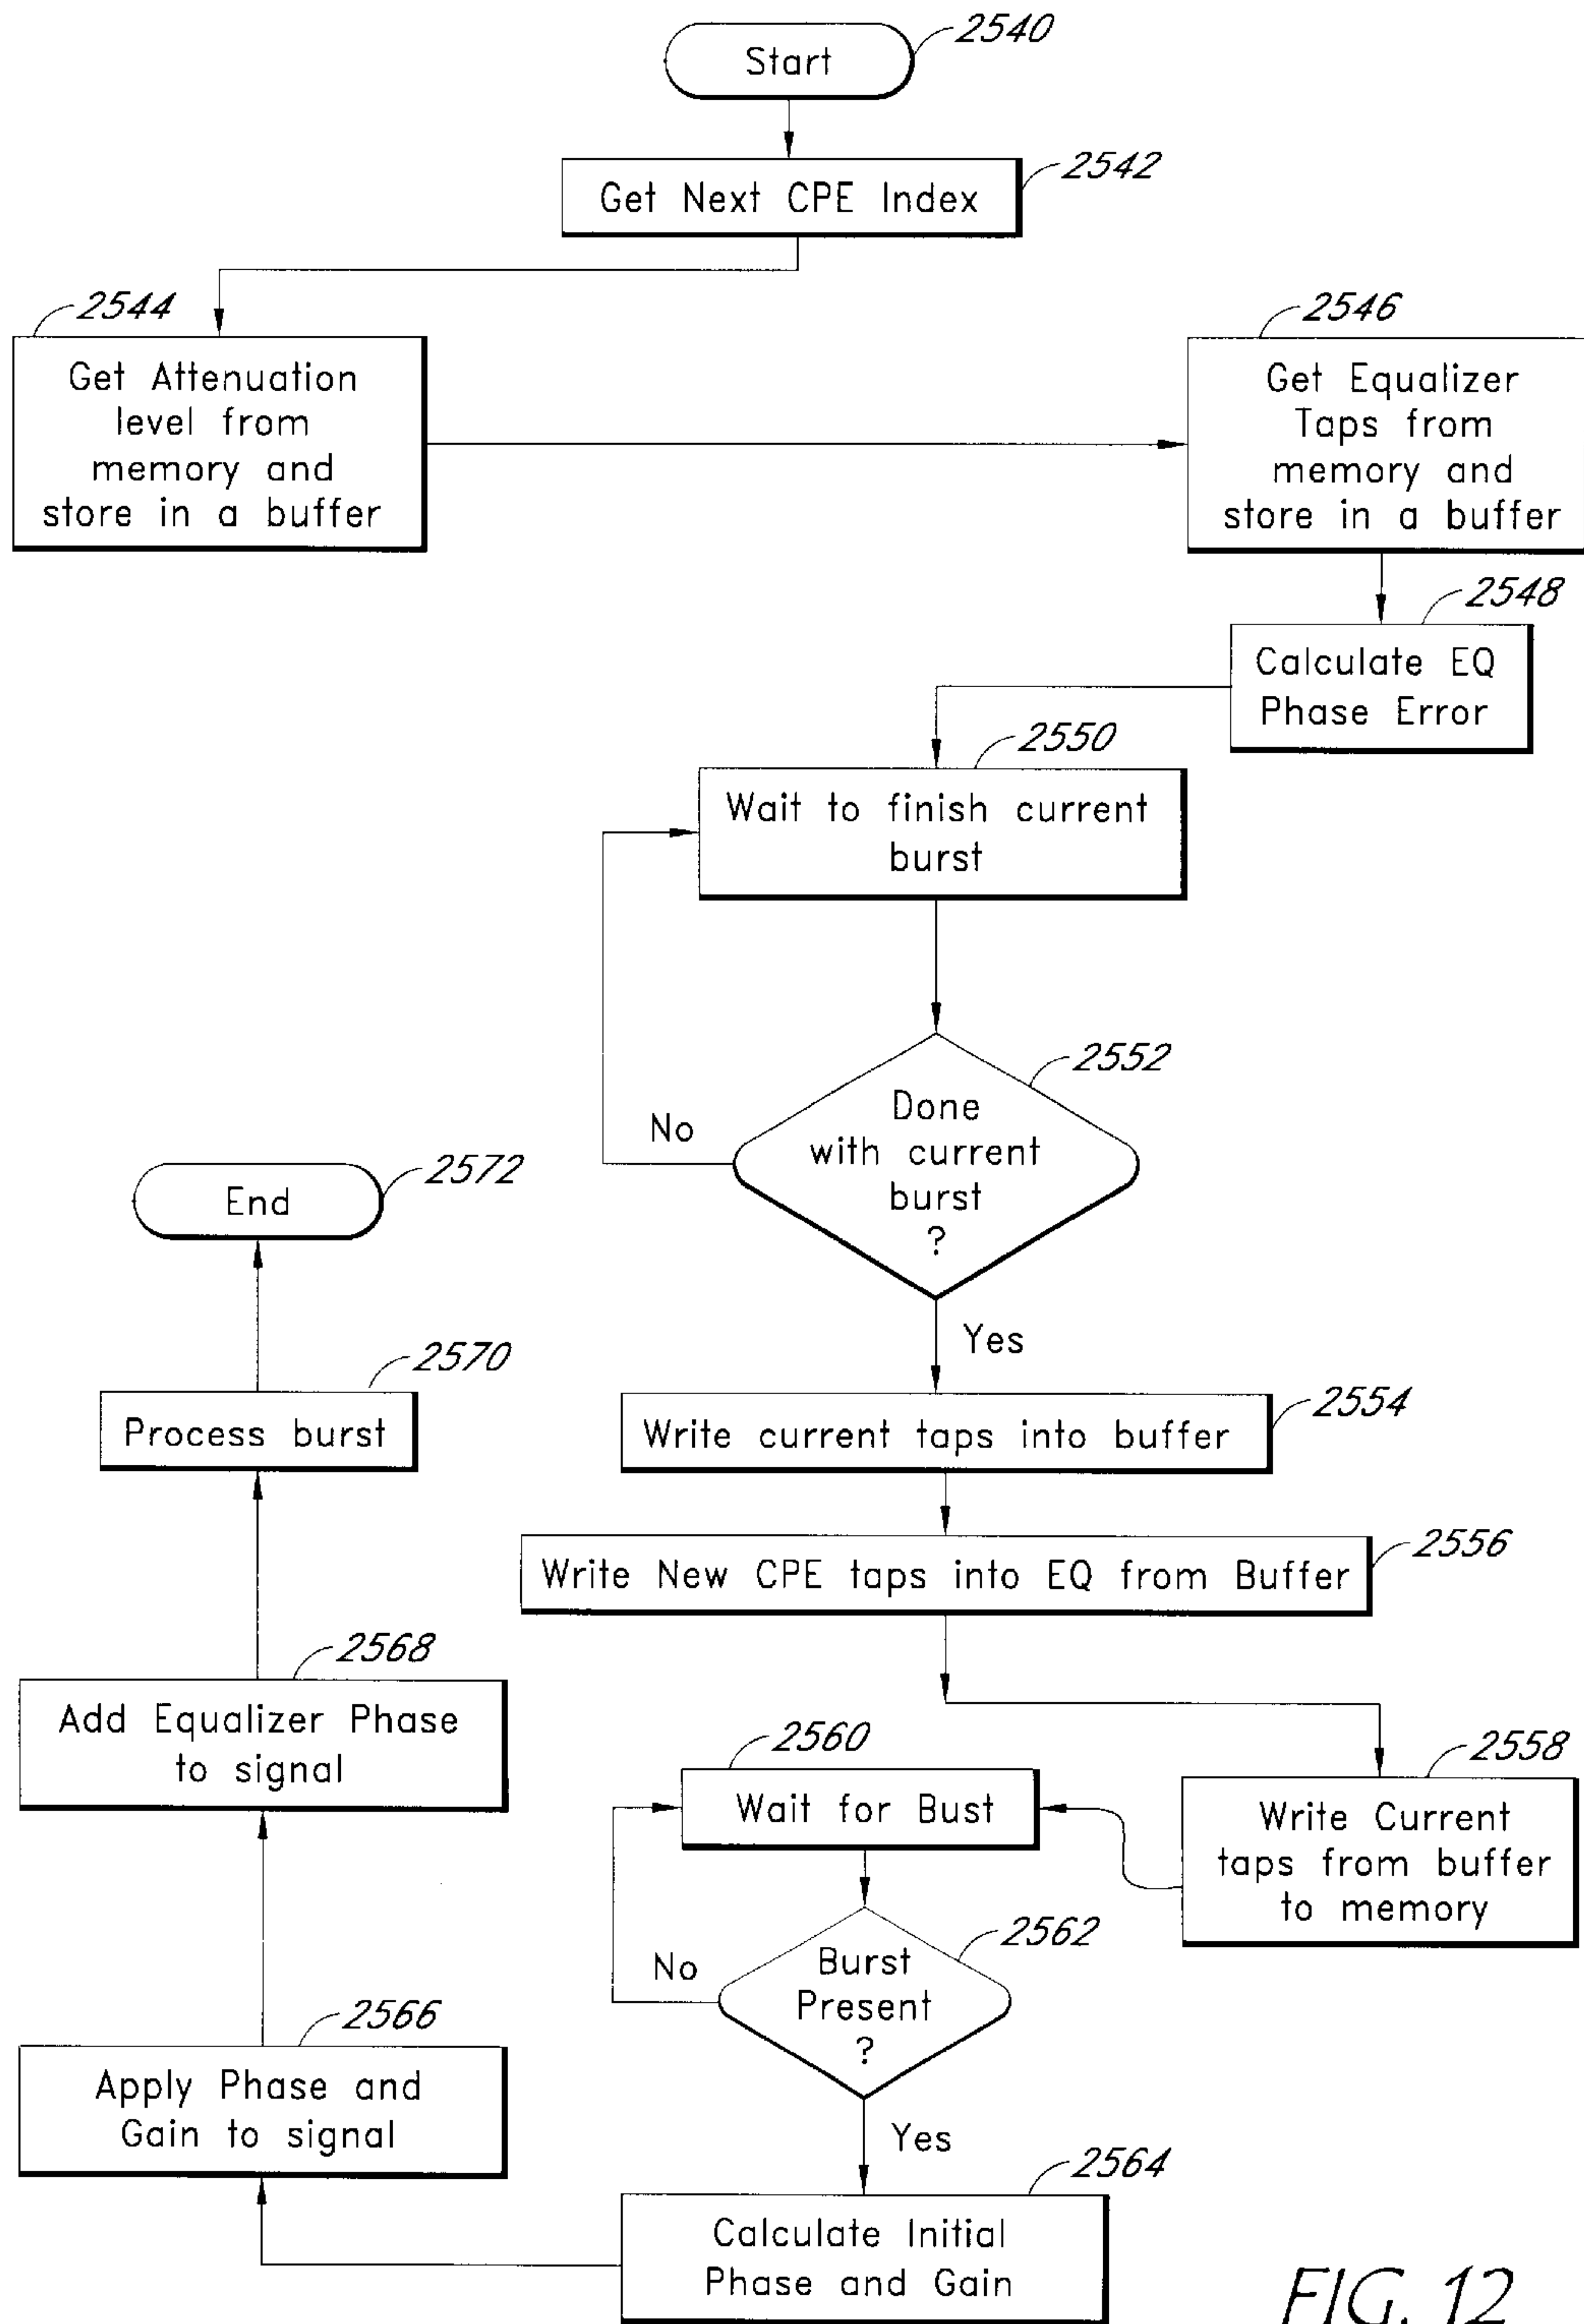 Start
2540
Get Next CPE Index
2542
2544
Get Attenuation
level from
memory and
store in a buffer
2546
Get Equalizer
Taps from
memory and
store in a buffer
2548
Calculate EQ
Phase Error
2550
Wait to finish current
burst
2552
Done
with current
burst
?
No
Yes
2554
Write current taps into buffer
2556
Write New CPE taps into EQ from Buffer
2558
Write Current
taps from buffer
to memory
2560
Wait for Bust
2562
Burst
Present
?
No
Yes
2564
Calculate Initial
Phase and Gain
2566
Apply Phase and
Gain to signal
2568
Add Equalizer Phase
to signal
2570
Process burst
2572
End
FIG. 12